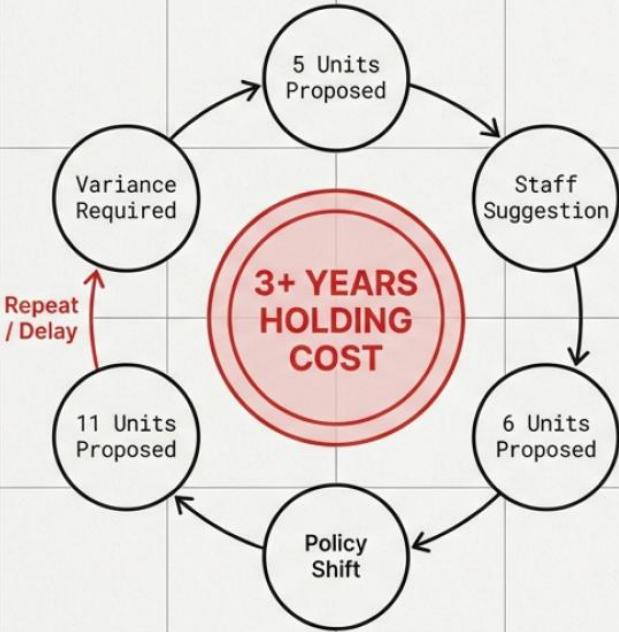 5 Units
Proposed
Staff
Suggestion
6 Units
Proposed
Policy
Shift
11 Units
Proposed
Repeat
/ Delay
Variance
Required
3+ YEARS
HOLDING
COST